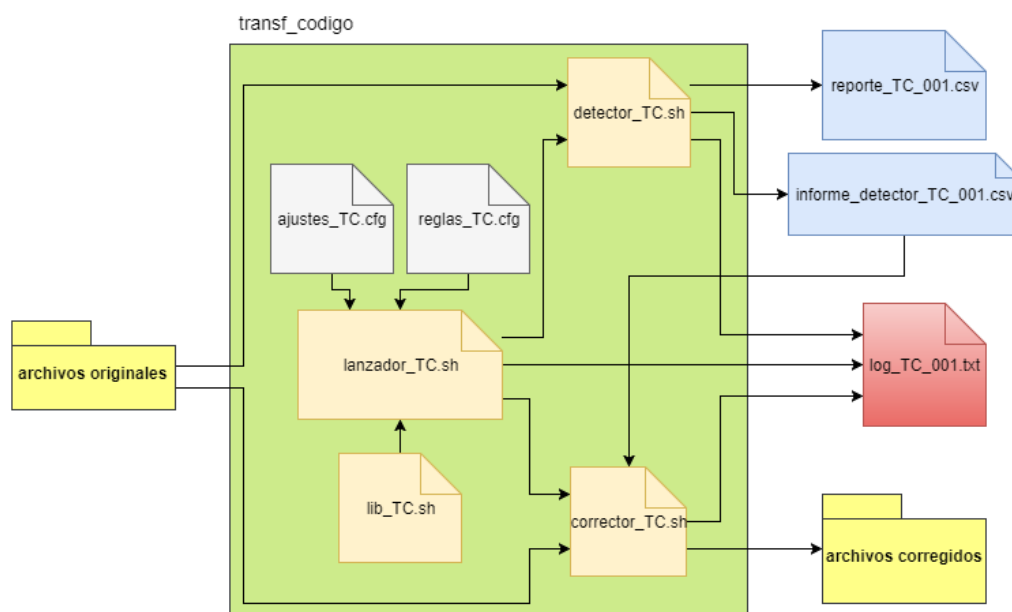 transf_codigo
detector_TC.sh
reporte_TC_001.csv
informe_detector_TC_001.csv
ajustes_TC.cfg
reglas_TC.cfg
archivos originales
lanzador_TC.sh
log_TC_001.txt
lib_TC.sh
corrector_TC.sh
archivos corregidos